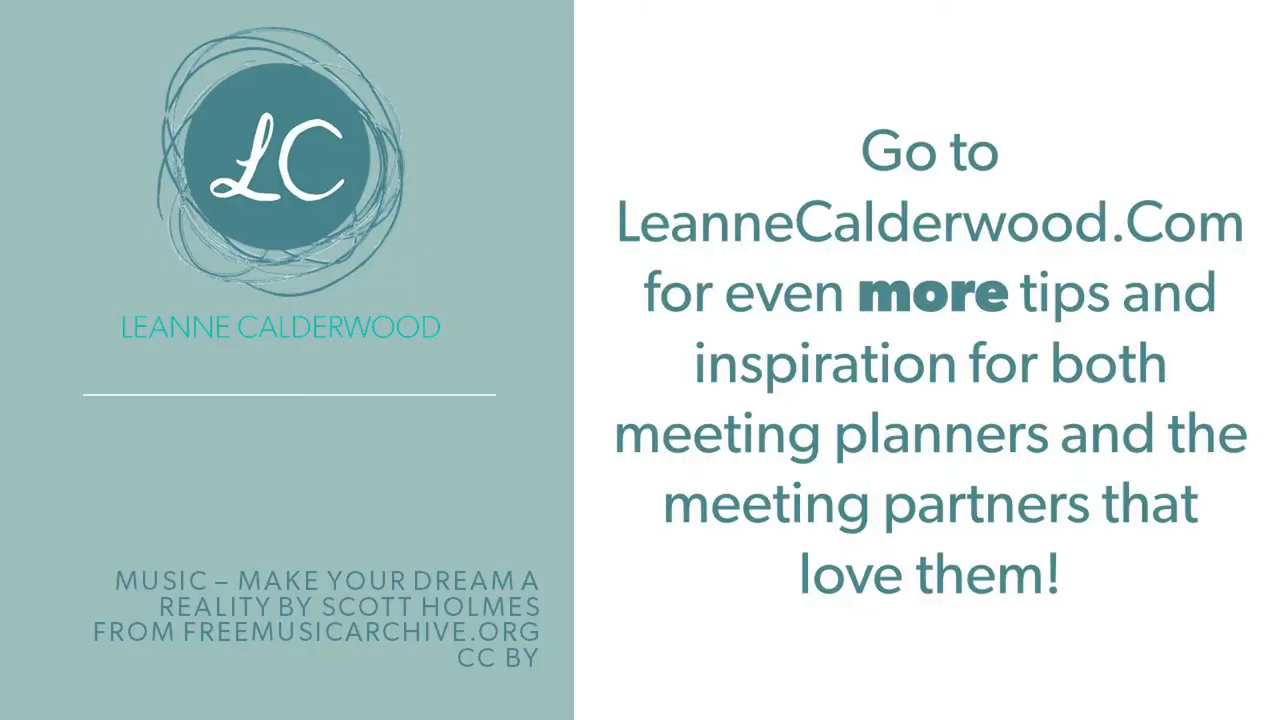 LC
LEANNE CALDERWOOD
MUSIC – MAKE YOUR DREAM A
REALITY BY SCOTT HOLMES
FROM FREEMUSICARCHIVE.ORG
CC BY
Go to
LeanneCalderwood.Com
for even more tips and
inspiration for both
meeting planners and the
meeting partners that
love them!